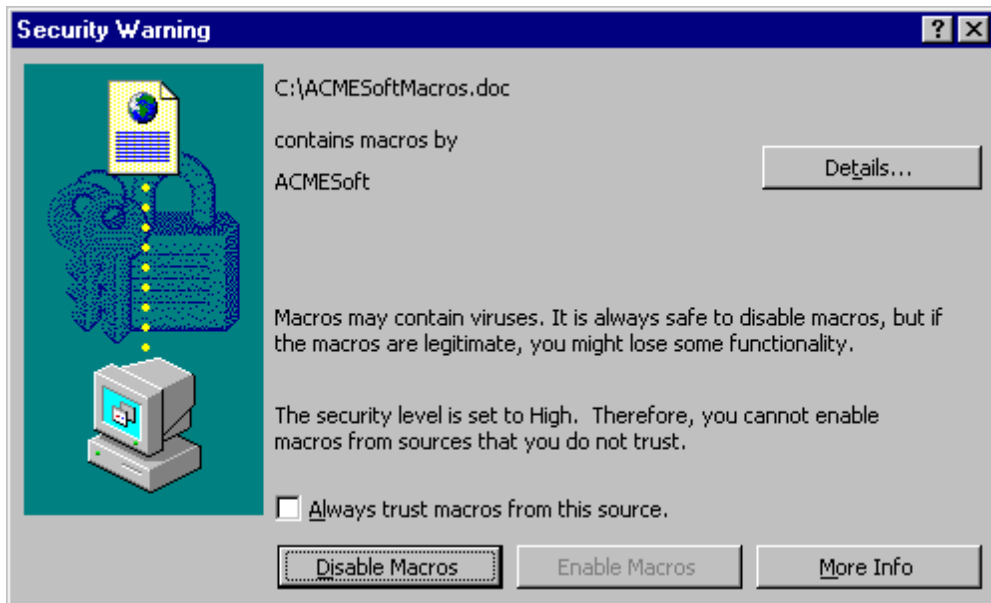 Security Warning
C:\ACMESoftMacros.doc
contains macros by
Details...
ACMESoft
Macros may contain viruses. It is always safe to disable macros, but if
the macros are legitimate, you might lose some functionality.
The security level is set to High.  Therefore, you cannot enable
macros from sources that you do not trust.
Always trust macros from this source.
Disable Macros
Enable Macros
More Info